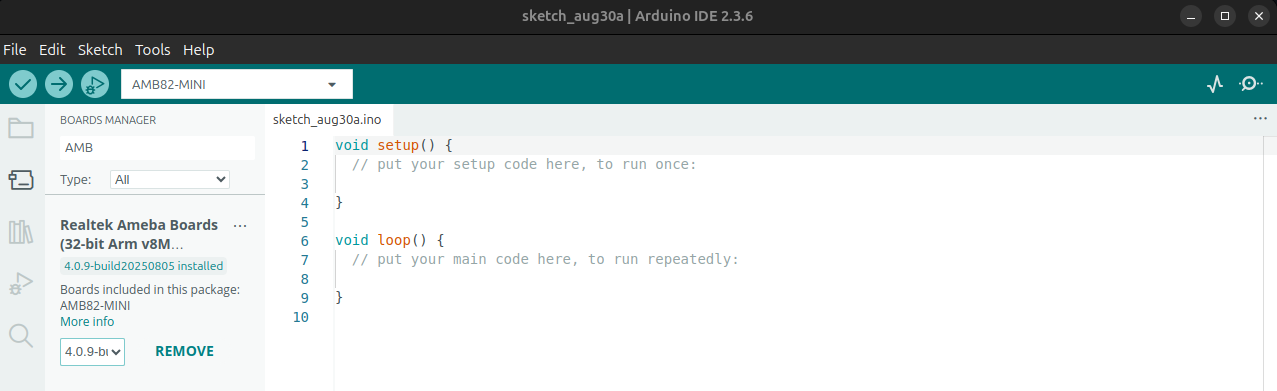 sketch_aug30a | Arduino IDE 2.3.6
File Edit Sketch Tools Help
AMB82-MINI
BOARDS MANAGER
AMB
Type: All
Realtek Ameba Boards
(32-bit Arm v8M...
4.0.9-build20250805 installed
Boards included in this package:
AMB82-MINI
More info
4.0.9-bu
REMOVE
sketch_aug30a.ino
1 void setup() {
2 // put your setup code here, to run once:
3
4 }
5
6 void loop() {
7 // put your main code here, to run repeatedly:
8
9 }
10